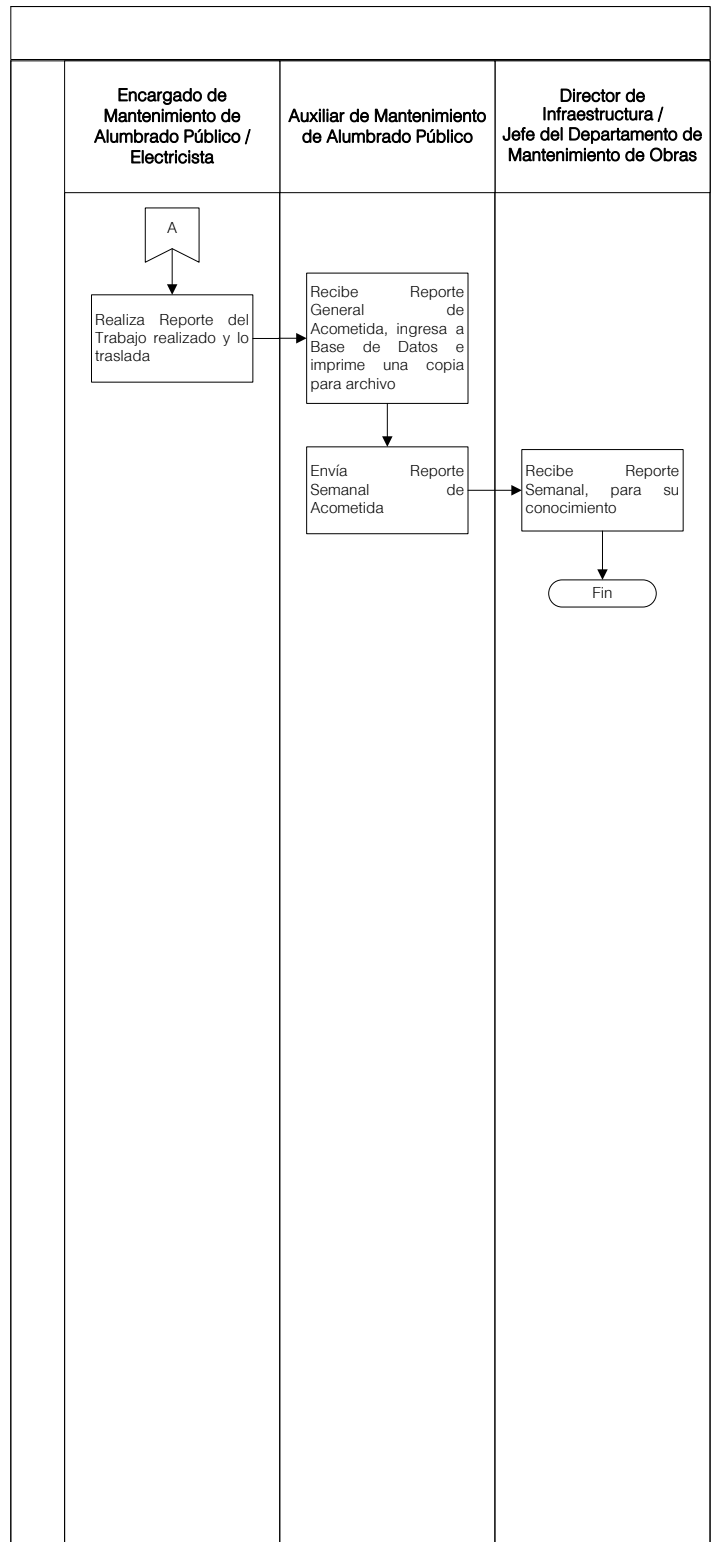 Encargado de
Mantenimiento de
Alumbrado Público /
Electricista
Auxiliar de Mantenimiento
de Alumbrado Público
Director de
Infraestructura /
Jefe del Departamento de
Mantenimiento de Obras
A
Realiza Reporte del
Trabajo realizado y lo
traslada
Recibe Reporte
General de
Acometida, ingresa a
Base de Datos e
imprime una copia
para archivo
Envía Reporte
Semanal de
Acometida
Recibe Reporte
Semanal, para su
conocimiento
Fin